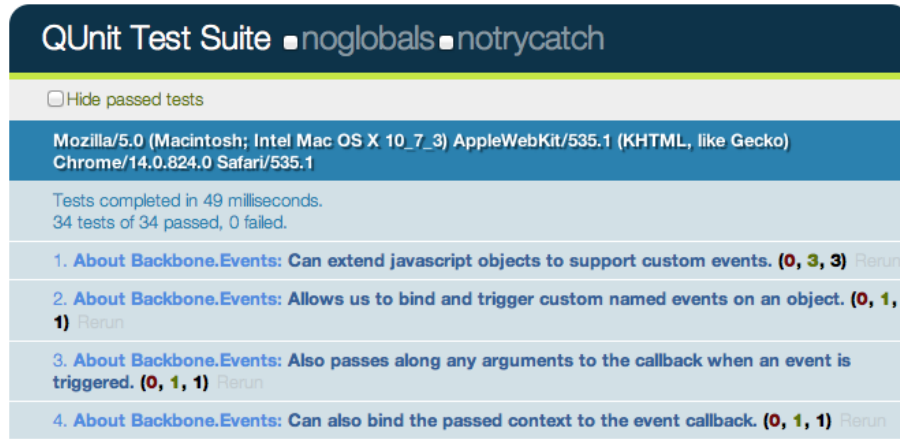 QUnit Test Suite noglobals notrycatch
Hide passed tests
Mozilla/5.0 (Macintosh; Intel Mac OS X 10_7_3) AppleWebKit/535.1 (KHTML, like Gecko)
Chrome/14.0.824.0 Safari/535.1
Tests completed in 49 milliseconds.
34 tests of 34 passed, 0 failed.
1. About Backbone.Events: Can extend javascript objects to support custom events. (0, 3, 3) Rerun
2. About Backbone.Events: Allows us to bind and trigger custom named events on an object. (0, 1,
1) Rerun
3. About Backbone.Events: Also passes along any arguments to the callback when an event is
triggered. (0, 1, 1) Rerun
4. About Backbone.Events: Can also bind the passed context to the event callback. (0, 1, 1) Rerun